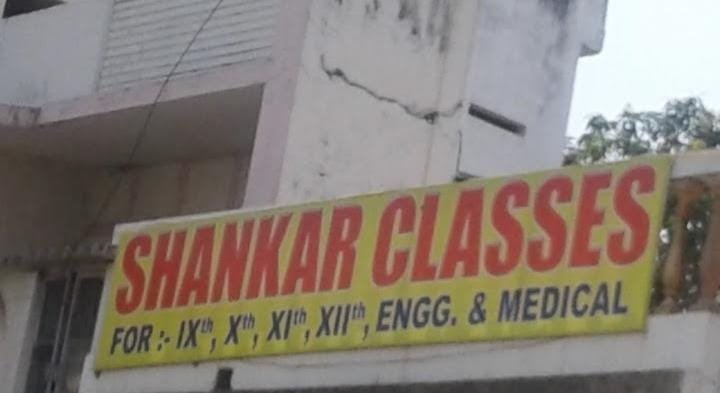 SHANKAR CLASSES
FOR :- IXth, Xth, XIth, XIIth, ENGG. & MEDICAL